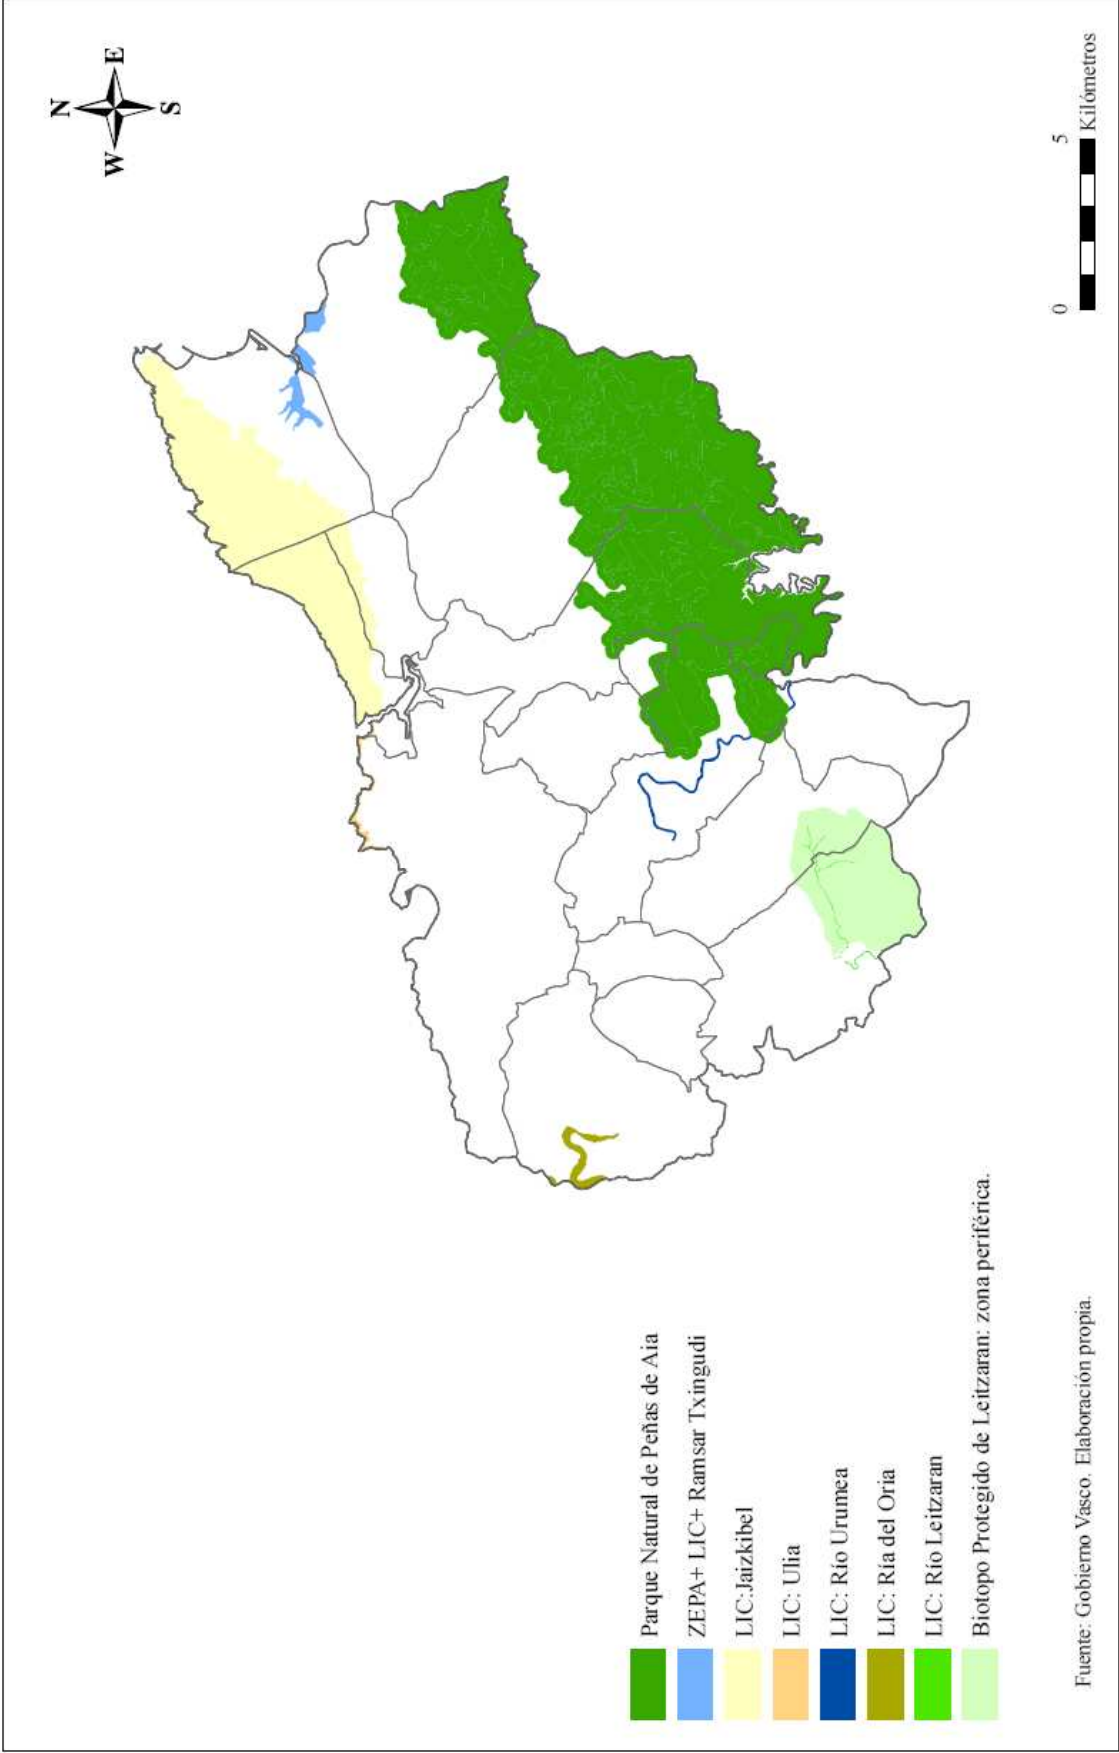 N
W
E
S
Parque Natural de Peñas de Aia
ZEPA+ LIC+ Ramsar Txingudi
LIC:Jaizkibel
LIC: Ulia
LIC: Río Urumea
LIC: Ría del Oria
LIC: Río Leitzaran
Biotopo Protegido de Leitzaran: zona periférica.
0
5
Kilómetros
Fuente: Gobierno Vasco. Elaboración propia.